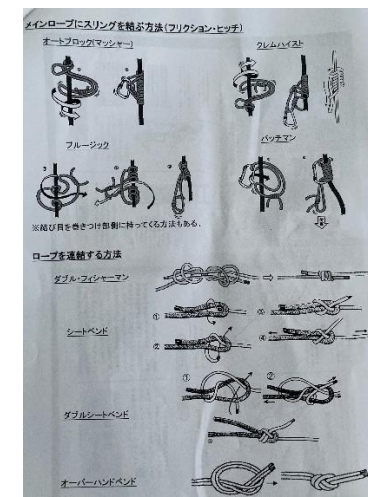 メインロープにスリングを結ぶ方法(フリクション・ヒッチ)
オートブロック(マッシャー)
クレムハイスト
プルージック
バッチマン
※結び目を巻きつけ部側に持ってくる方法もある。
ロープを連結する方法
ダブル・フィシャーマン
シートベンド
①
③
②
④
①
②
ダブルシートベンド
オーバーハンドベンド